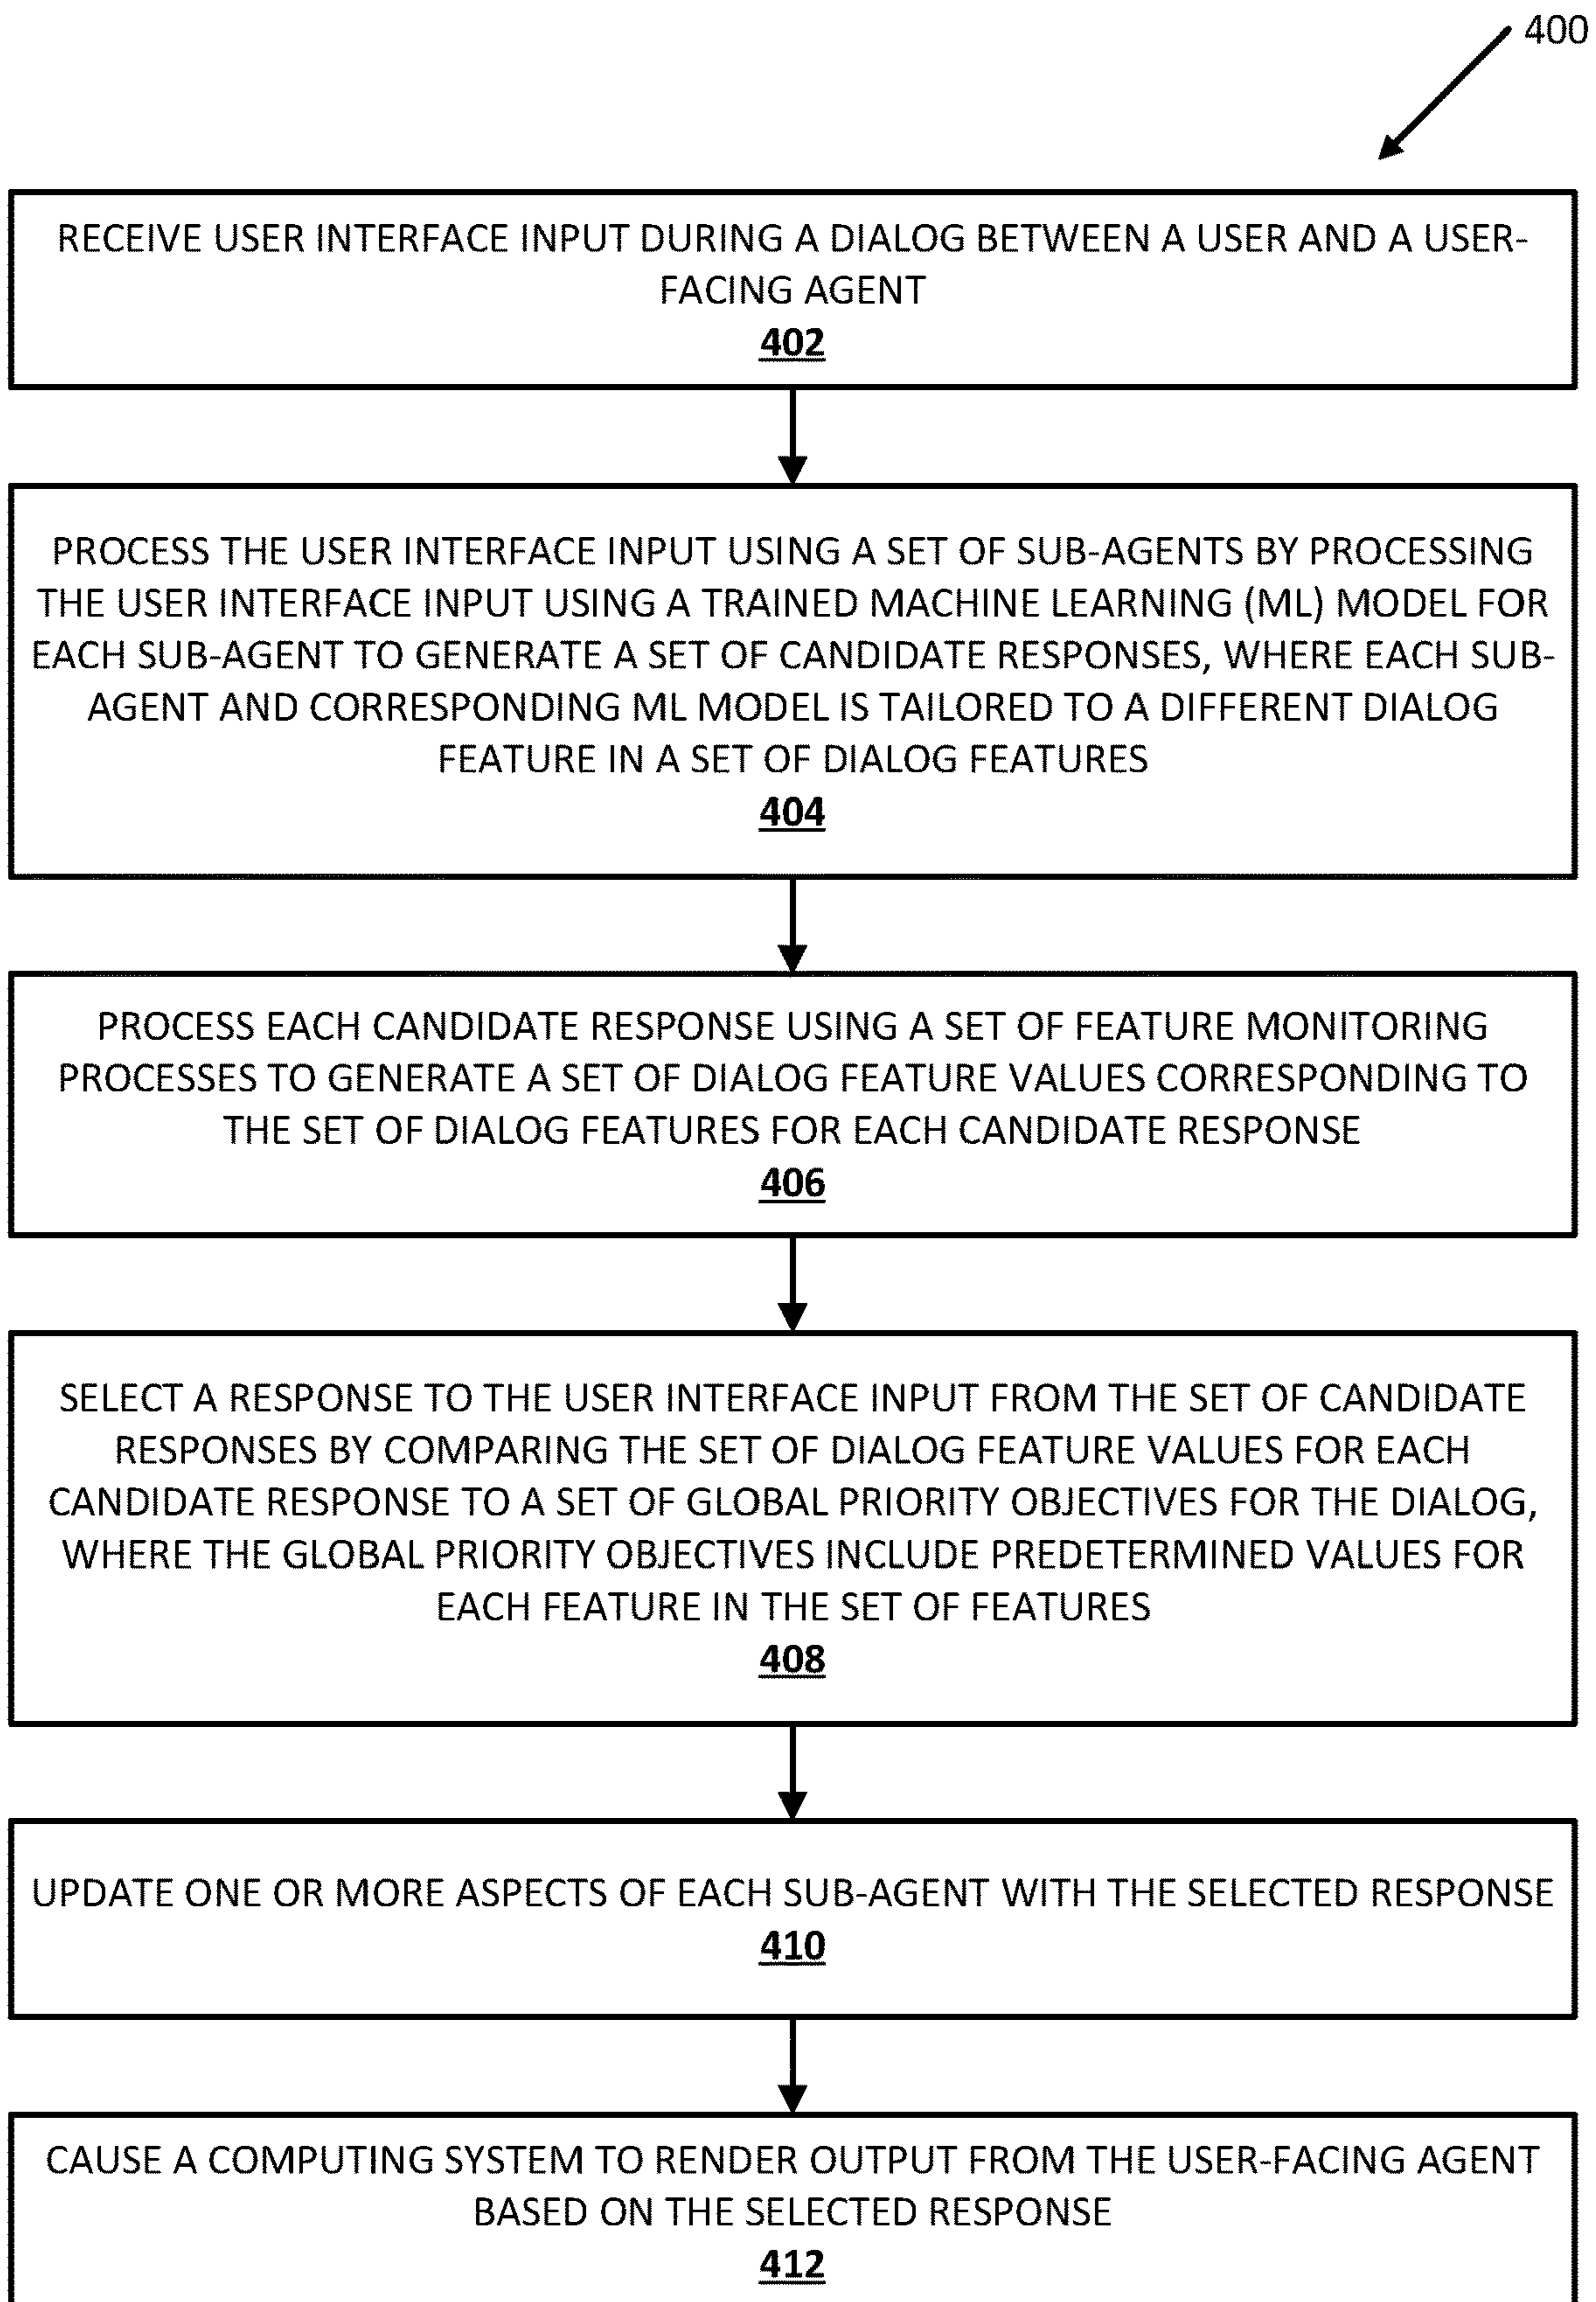 400
RECEIVE USER INTERFACE INPUT DURING A DIALOG BETWEEN A USER AND A USER-
FACING AGENT
402
PROCESS THE USER INTERFACE INPUT USING A SET OF SUB-AGENTS BY PROCESSING
THE USER INTERFACE INPUT USING A TRAINED MACHINE LEARNING (ML) MODEL FOR
EACH SUB-AGENT TO GENERATE A SET OF CANDIDATE RESPONSES, WHERE EACH SUB-
AGENT AND CORRESPONDING ML MODEL IS TAILORED TO A DIFFERENT DIALOG
FEATURE IN A SET OF DIALOG FEATURES
404
PROCESS EACH CANDIDATE RESPONSE USING A SET OF FEATURE MONITORING
PROCESSES TO GENERATE A SET OF DIALOG FEATURE VALUES CORRESPONDING TO
THE SET OF DIALOG FEATURES FOR EACH CANDIDATE RESPONSE
406
SELECT A RESPONSE TO THE USER INTERFACE INPUT FROM THE SET OF CANDIDATE
RESPONSES BY COMPARING THE SET OF DIALOG FEATURE VALUES FOR EACH
CANDIDATE RESPONSE TO A SET OF GLOBAL PRIORITY OBJECTIVES FOR THE DIALOG,
WHERE THE GLOBAL PRIORITY OBJECTIVES INCLUDE PREDETERMINED VALUES FOR
EACH FEATURE IN THE SET OF FEATURES
408
UPDATE ONE OR MORE ASPECTS OF EACH SUB-AGENT WITH THE SELECTED RESPONSE
410
CAUSE A COMPUTING SYSTEM TO RENDER OUTPUT FROM THE USER-FACING AGENT
BASED ON THE SELECTED RESPONSE
412